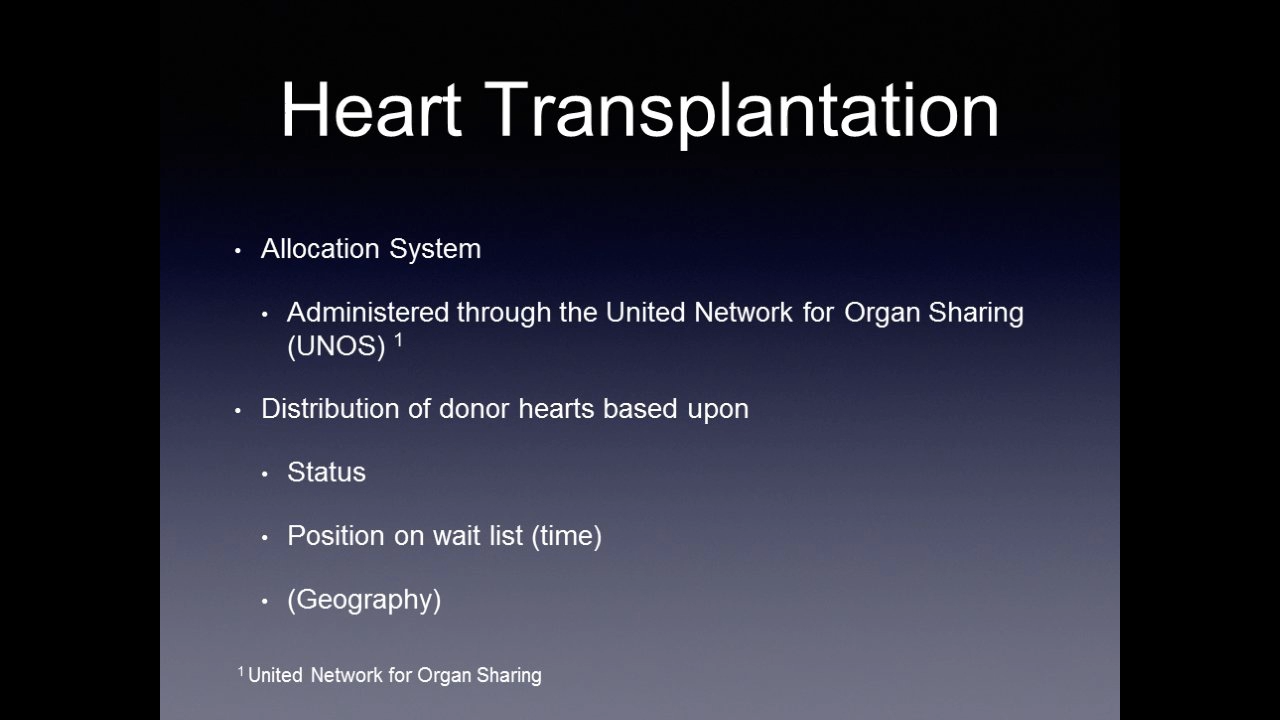 Heart Transplantation
• Allocation System
• Administered through the United Network for Organ Sharing
(UNOS) 1
• Distribution of donor hearts based upon
• Status
• Position on wait list (time)
• (Geography)
1 United Network for Organ Sharing